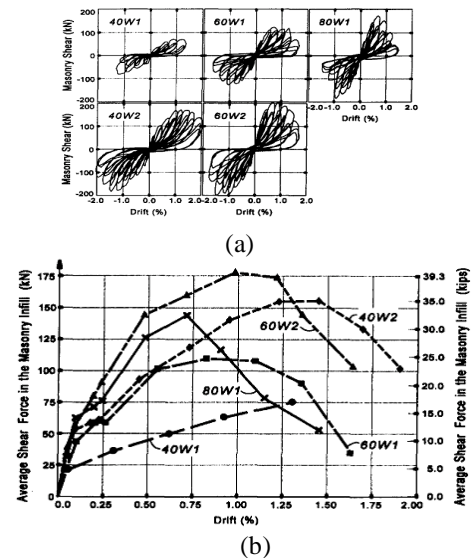 40W1
60W1
80W1
Masonry Shear (kN)
200
100
0
-100
40W2
60W2
-2.0 -1.0 0.0 1.0 2.0
Drift (%)
Masonry Shear (kN)
200
100
0
-100
200
-2.0 -1.0 0.0 1.0 -2.0 -1.0 0.0 1.0 2.0
Drift (%)
Drift (%)
(a)
Average Shear Force in the Masonry Infill (kN)
175
150
125
100
75
50
25
0
39.3
35.0
30.0
25.0
20.0
15.0
10.0
5.0
0.0
Average Shear Force in the Masonry Infill (kips)
40W2
60W2
80W1
40W1
60W1
0.0 0.25 0.50 0.75 1.00 1.25 1.50 1.75 2.00
Drift (%)
(b)